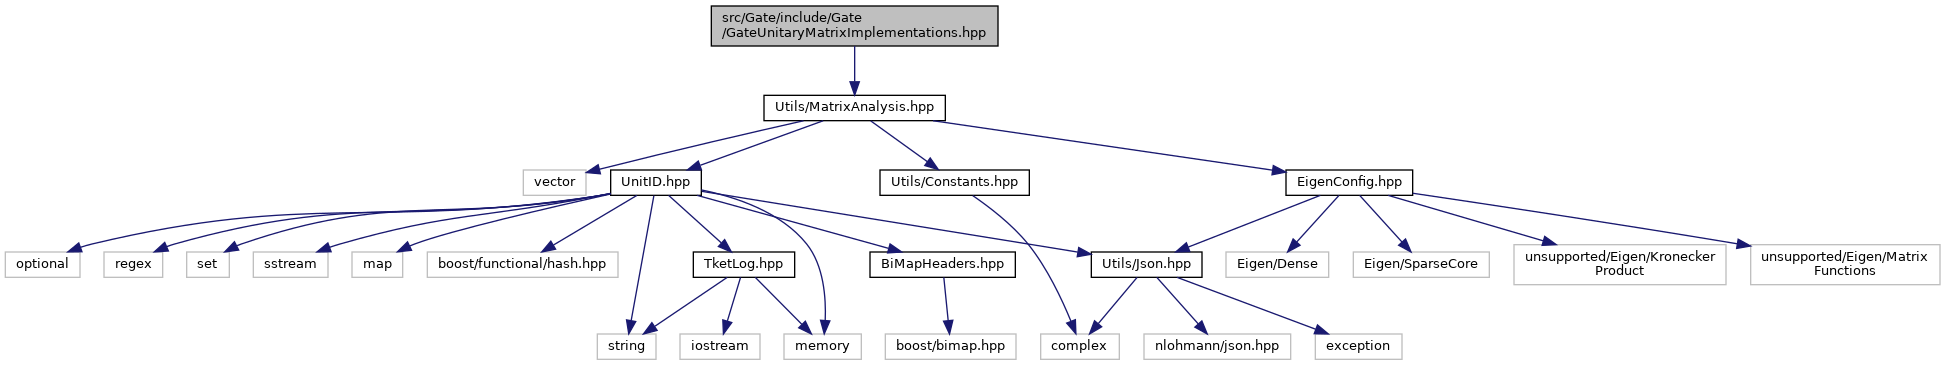 src/Gate/include/Gate
/GateUnitaryMatrixImplementations.hpp
Utils/MatrixAnalysis.hpp
vector
UnitID.hpp
Utils/Constants.hpp
EigenConfig.hpp
optional
regex
set
sstream
map
boost/functional/hash.hpp
TketLog.hpp
BiMapHeaders.hpp
Utils/Json.hpp
Eigen/Dense
Eigen/SparseCore
unsupported/Eigen/Kronecker
Product
unsupported/Eigen/Matrix
Functions
string
iostream
memory
boost/bimap.hpp
complex
nlohmann/json.hpp
exception